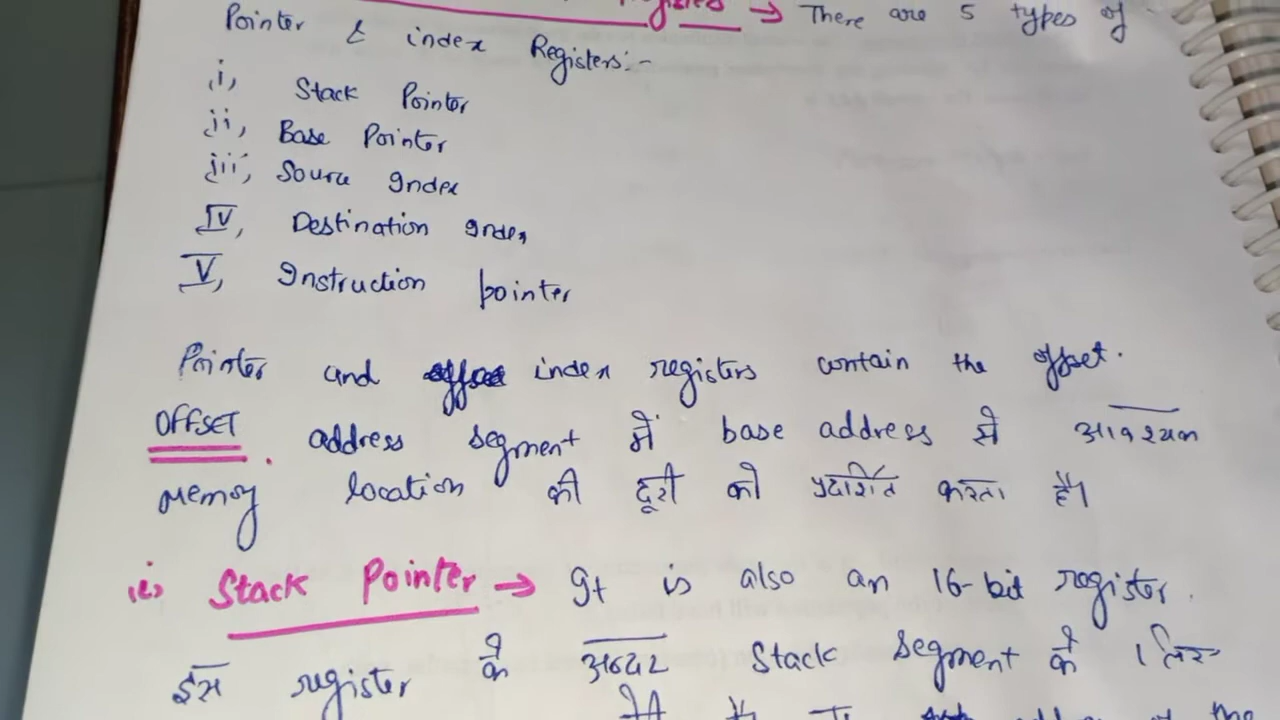 Registers → There are 5 types of
Pointer & index Registers:-
i, Stack Pointer
ii, Base Pointer
iii, Source Index
IV, Destination Index
V, Instruction pointer
Pointer and index registers contain the offset.
OFFSET address segment में base address से आवश्यक
memory location की दूरी को प्रदर्शित करता है।
(i) Stack Pointer → It is also an 16-bit register.
इस register के अन्दर Stack Segment के लिए